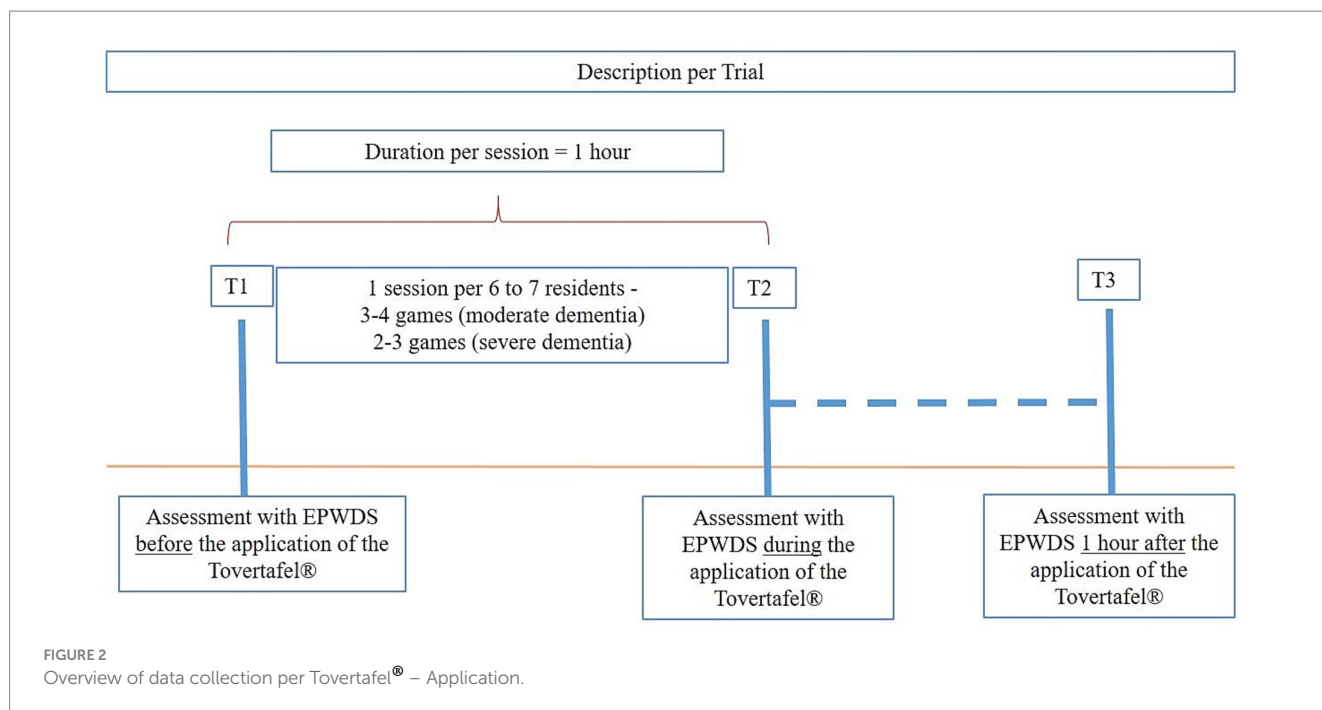 Description per Trial
Duration per session = 1 hour
T1
1 session per 6 to 7 residents -
3-4 games (moderate dementia)
2-3 games (severe dementia)
T2
T3
Assessment with EPWDS
before the application of the
Tovertafel®
Assessment with
EPWDS during the
application of the
Tovertafel®
Assessment with
EPWDS 1 hour after the
application of the
Tovertafel®
FIGURE 2
Overview of data collection per Tovertafel® – Application.